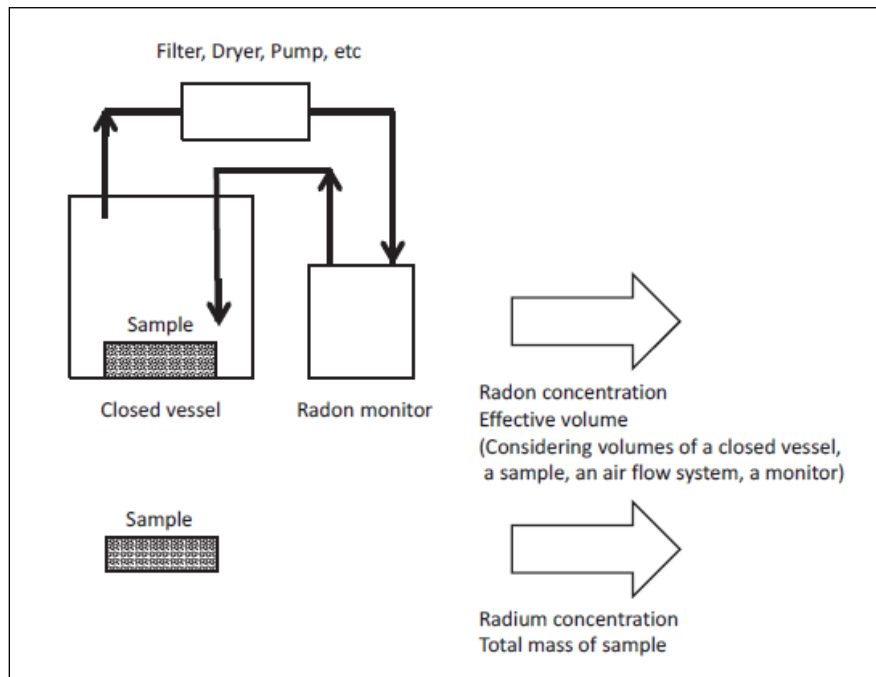 Filter, Dryer, Pump, etc
Sample
Closed vessel
Radon monitor
Radon concentration
Effective volume
(Considering volumes of a closed vessel,
a sample, an air flow system, a monitor)
Sample
Radium concentration
Total mass of sample